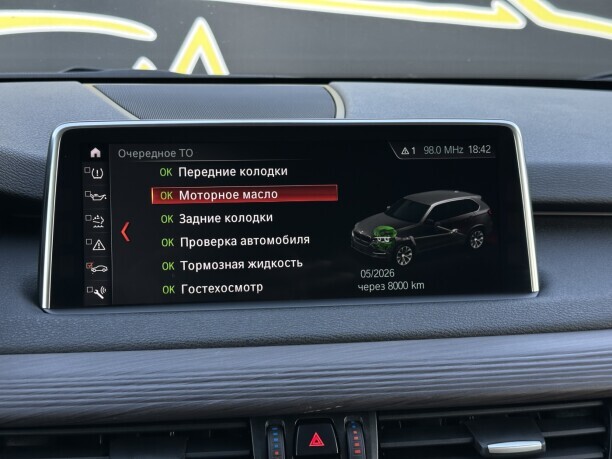 Очередное ТО
1 98.0 MHz 18:42
OK Передние колодки
OK Моторное масло
OK Задние колодки
OK Проверка автомобиля
OK Тормозная жидкость
OK Гостехосмотр
05/2026
через 8000 km